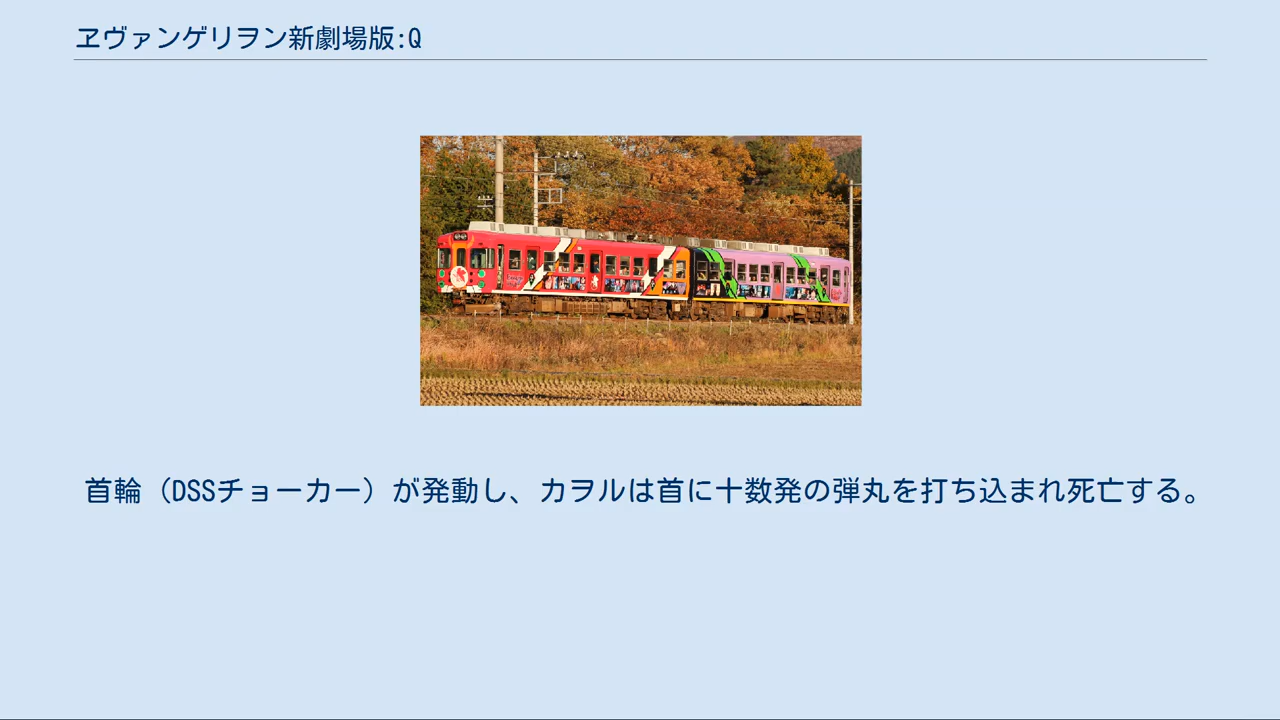 ヱヴァンゲリヲン新劇場版:Q
首輪（DSSチョーカー）が発動し、カヲルは首に十数発の弾丸を打ち込まれ死亡する。